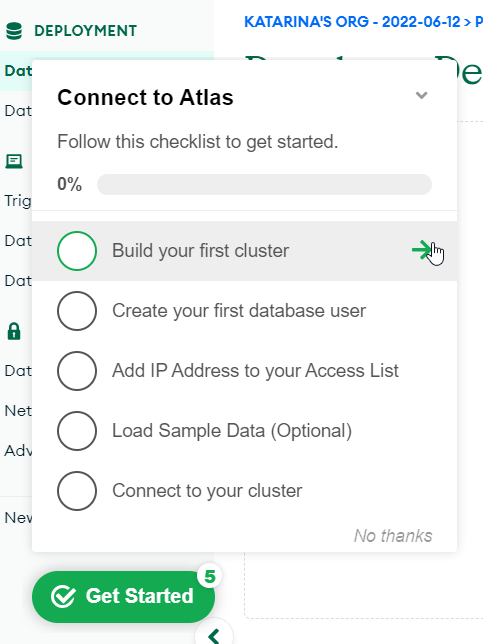 DEPLOYMENT
KATARINA'S ORG - 2022-06-12 > P
Dat
Dat
Trig
Dat
Dat
Dat
Net
Adv
New
Connect to Atlas
Follow this checklist to get started.
0%
Build your first cluster
Create your first database user
Add IP Address to your Access List
Load Sample Data (Optional)
Connect to your cluster
No thanks
Get Started
5